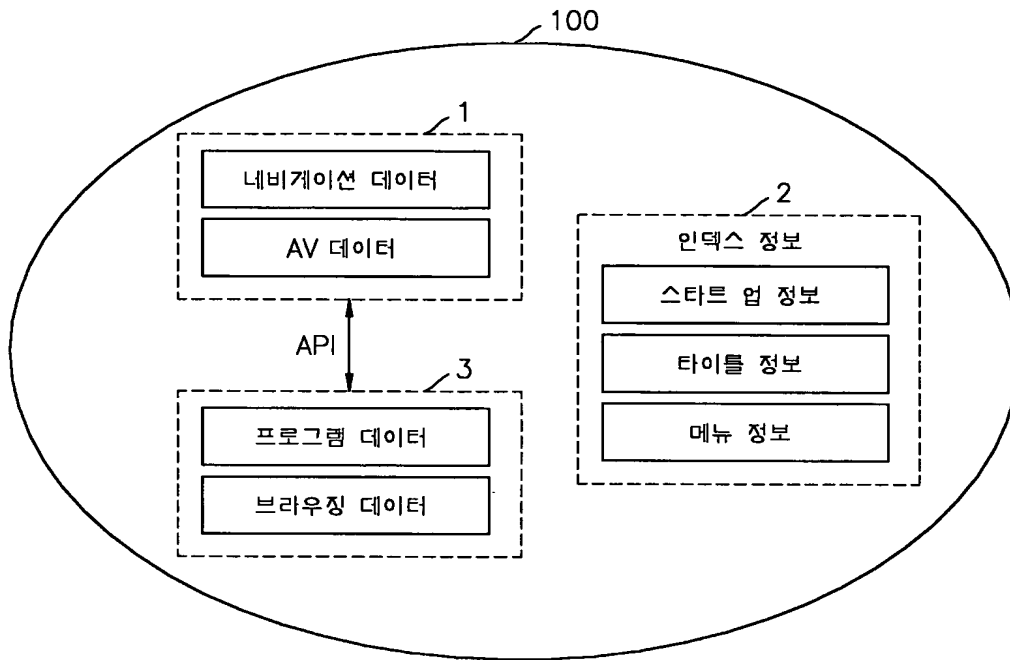 100
1
네비게이션 데이터
AV 데이터
API
3
프로그램 데이터
브라우징 데이터
2
인덱스 정보
스타트 업 정보
타이틀 정보
메뉴 정보